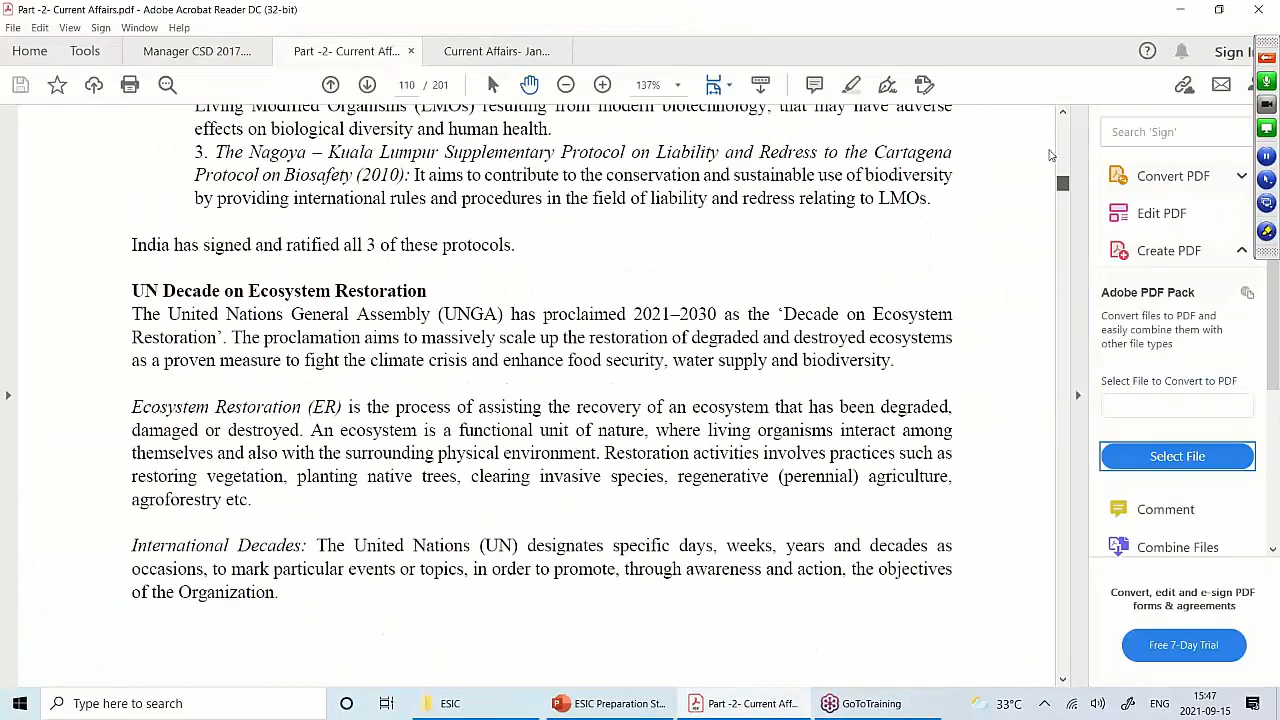 Part -2- Current Affairs.pdf - Adobe Acrobat Reader DC (32-bit)
File Edit View Sign Window Help
Home Tools Manager CSD 2017.... Part -2- Current Aff... × Current Affairs- Jan... Sign In
110 / 201 137%
Living Modified Organisms (LMOs) resulting from modern biotechnology, that may have adverse
effects on biological diversity and human health.
3. The Nagoya – Kuala Lumpur Supplementary Protocol on Liability and Redress to the Cartagena
Protocol on Biosafety (2010): It aims to contribute to the conservation and sustainable use of biodiversity
by providing international rules and procedures in the field of liability and redress relating to LMOs.
India has signed and ratified all 3 of these protocols.
UN Decade on Ecosystem Restoration
The United Nations General Assembly (UNGA) has proclaimed 2021–2030 as the ‘Decade on Ecosystem
Restoration’. The proclamation aims to massively scale up the restoration of degraded and destroyed ecosystems
as a proven measure to fight the climate crisis and enhance food security, water supply and biodiversity.
Ecosystem Restoration (ER) is the process of assisting the recovery of an ecosystem that has been degraded,
damaged or destroyed. An ecosystem is a functional unit of nature, where living organisms interact among
themselves and also with the surrounding physical environment. Restoration activities involves practices such as
restoring vegetation, planting native trees, clearing invasive species, regenerative (perennial) agriculture,
agroforestry etc.
International Decades: The United Nations (UN) designates specific days, weeks, years and decades as
occasions, to mark particular events or topics, in order to promote, through awareness and action, the objectives
of the Organization.
Search 'Sign'
Convert PDF
Edit PDF
Create PDF
Adobe PDF Pack
Convert files to PDF and
easily combine them with
other file types
Select File to Convert to PDF
Select File
Comment
Combine Files
Convert, edit and e-sign PDF
forms & agreements
Free 7-Day Trial
Type here to search ESIC ESIC Preparation St... Part -2- Current Aff... GoToTraining 33°C ENG 15:47
2021-09-15